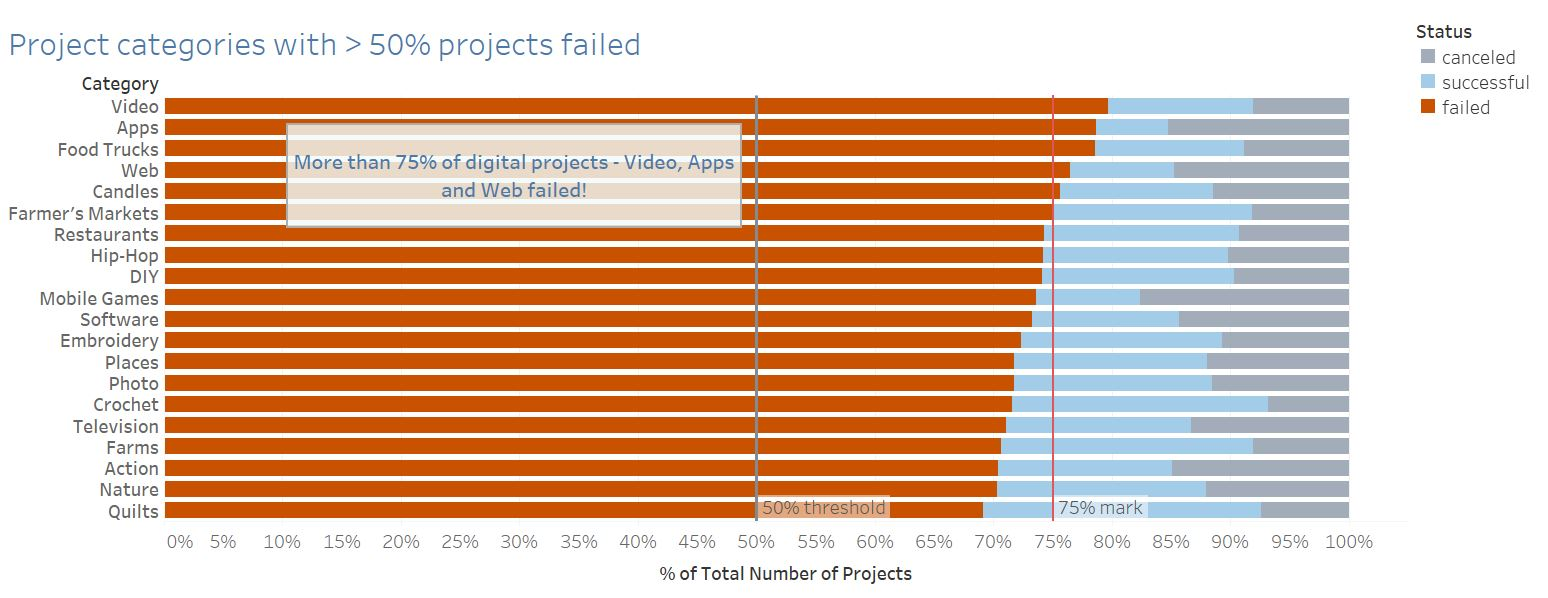 Project categories with > 50% projects failed
Status
canceled
successful
failed
Category
Video
Apps
Food Trucks
Web
Candles
Farmer's Markets
Restaurants
Hip-Hop
DIY
Mobile Games
Software
Embroidery
Places
Photo
Crochet
Television
Farms
Action
Nature
Quilts
More than 75% of digital projects - Video, Apps
and Web failed!
50% threshold
75% mark
0% 5% 10% 15% 20% 25% 30% 35% 40% 45% 50% 55% 60% 65% 70% 75% 80% 85% 90% 95% 100%
% of Total Number of Projects